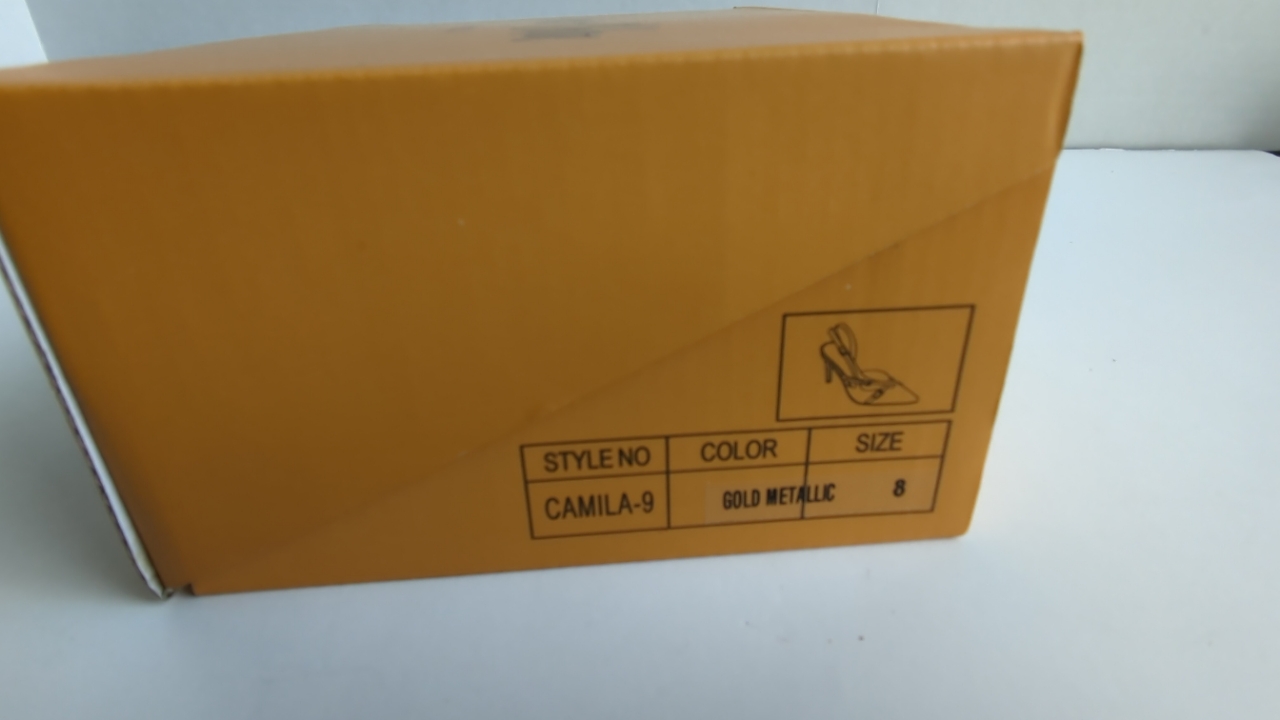 STYLE NO COLOR SIZE
CAMILA-9 GOLD METALLIC 8